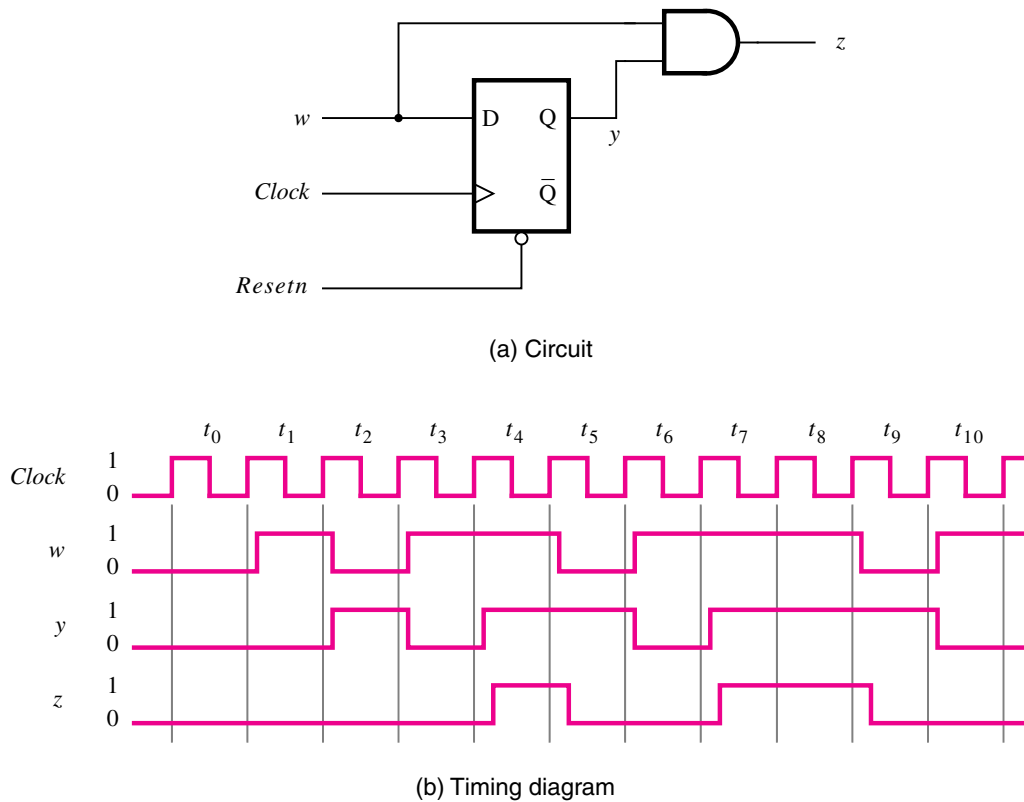 z
w D Q
y
Clock Q̅
Resetn
(a) Circuit
t0 t1 t2 t3 t4 t5 t6 t7 t8 t9 t10
Clock 1
0
w 1
0
y 1
0
z 1
0
(b) Timing diagram